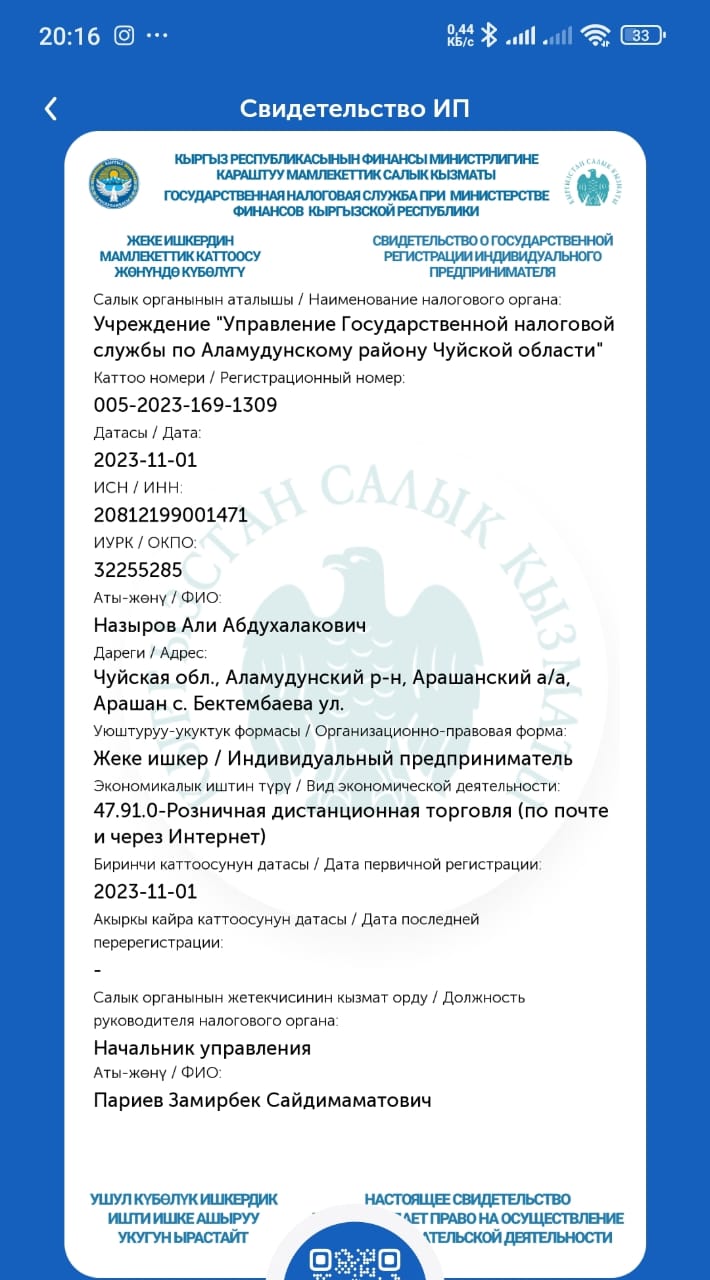 20:16
0,44
КБ/с
33
Свидетельство ИП
КЫРГЫЗ РЕСПУБЛИКАСЫНЫН ФИНАНСЫ МИНИСТРЛИГИНЕ
КАРАШТУУ МАМЛЕКЕТТИК САЛЫК КЫЗМАТЫ
ГОСУДАРСТВЕННАЯ НАЛОГОВАЯ СЛУЖБА ПРИ МИНИСТЕРСТВЕ
ФИНАНСОВ КЫРГЫЗСКОЙ РЕСПУБЛИКИ
ЖЕКЕ ИШКЕРДИН
МАМЛЕКЕТТИК КАТТООСУ
ЖӨНҮНДӨ КҮБӨЛҮГҮ
СВИДЕТЕЛЬСТВО О ГОСУДАРСТВЕННОЙ
РЕГИСТРАЦИИ ИНДИВИДУАЛЬНОГО
ПРЕДПРИНИМАТЕЛЯ
Салык органынын аталышы / Наименование налогового органа:
Учреждение "Управление Государственной налоговой
службы по Аламудунскому району Чуйской области"
Каттоо номери / Регистрационный номер:
005-2023-169-1309
Датасы / Дата:
2023-11-01
ИСН / ИНН:
20812199001471
ИУРК / ОКПО:
32255285
Аты-жөнү / ФИО:
Назыров Али Абдухалакович
Дареги / Адрес:
Чуйская обл., Аламудунский р-н, Арашанский а/а,
Арашан с. Бектембаева ул.
Уюштуруу-укуктук формасы / Организационно-правовая форма:
Жеке ишкер / Индивидуальный предприниматель
Экономикалык иштин түрү / Вид экономической деятельности:
47.91.0-Розничная дистанционная торговля (по почте
и через Интернет)
Биринчи каттоосунун датасы / Дата первичной регистрации:
2023-11-01
Акыркы кайра каттоосунун датасы / Дата последней
перерегистрации:
-
Салык органынын жетекчисинин кызмат орду / Должность
руководителя налогового органа:
Начальник управления
Аты-жөнү / ФИО:
Париев Замирбек Сайдимаматович
КЫРГЫЗСТАН САЛЫК КЫЗМАТЫ
УШУЛ КҮБӨЛҮК ИШКЕРДИК
ИШТИ ИШКЕ АШЫРУУ
УКУГУН ЫРАСТАЙТ
НАСТОЯЩЕЕ СВИДЕТЕЛЬСТВО
ПРАВО НА ОСУЩЕСТВЛЕНИЕ
ДЕЯТЕЛЬНОСТИ